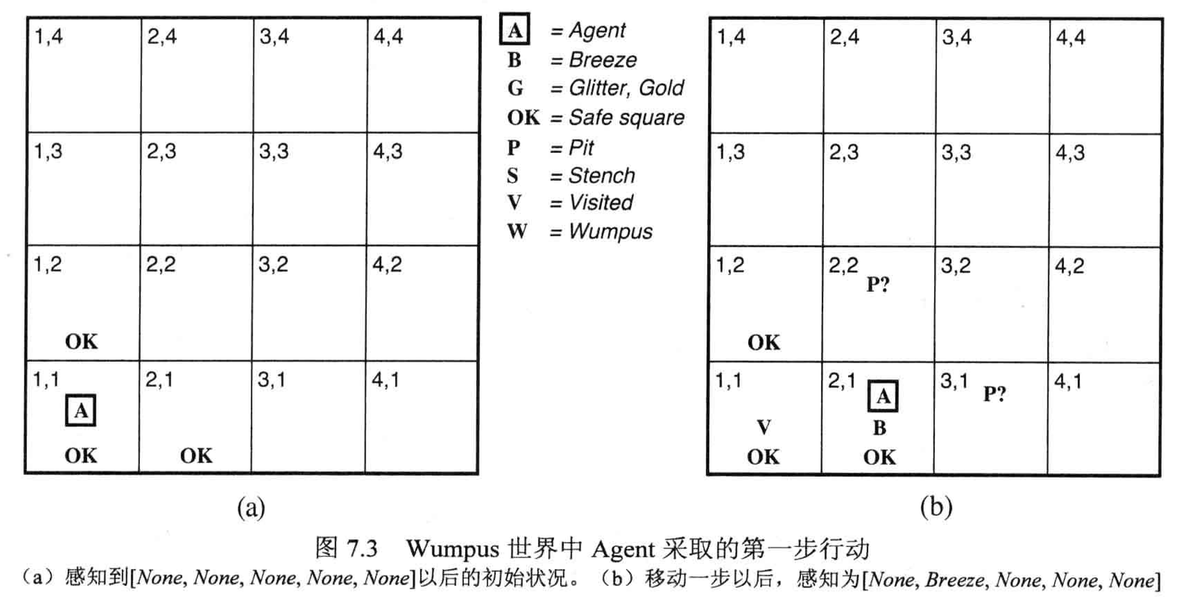 1,4 2,4 3,4 4,4
1,3 2,3 3,3 4,3
1,2 2,2 3,2 4,2
OK
1,1 2,1 3,1 4,1
A
OK OK
(a)
A = Agent
B = Breeze
G = Glitter, Gold
OK = Safe square
P = Pit
S = Stench
V = Visited
W = Wumpus
1,4 2,4 3,4 4,4
1,3 2,3 3,3 4,3
1,2 2,2 3,2 4,2
P?
OK
1,1 2,1 3,1 4,1
A P?
V B
OK OK
(b)
图 7.3 Wumpus 世界中 Agent 采取的第一步行动
(a)感知到[None, None, None, None, None]以后的初始状况。(b)移动一步以后,感知为[None, Breeze, None, None, None]